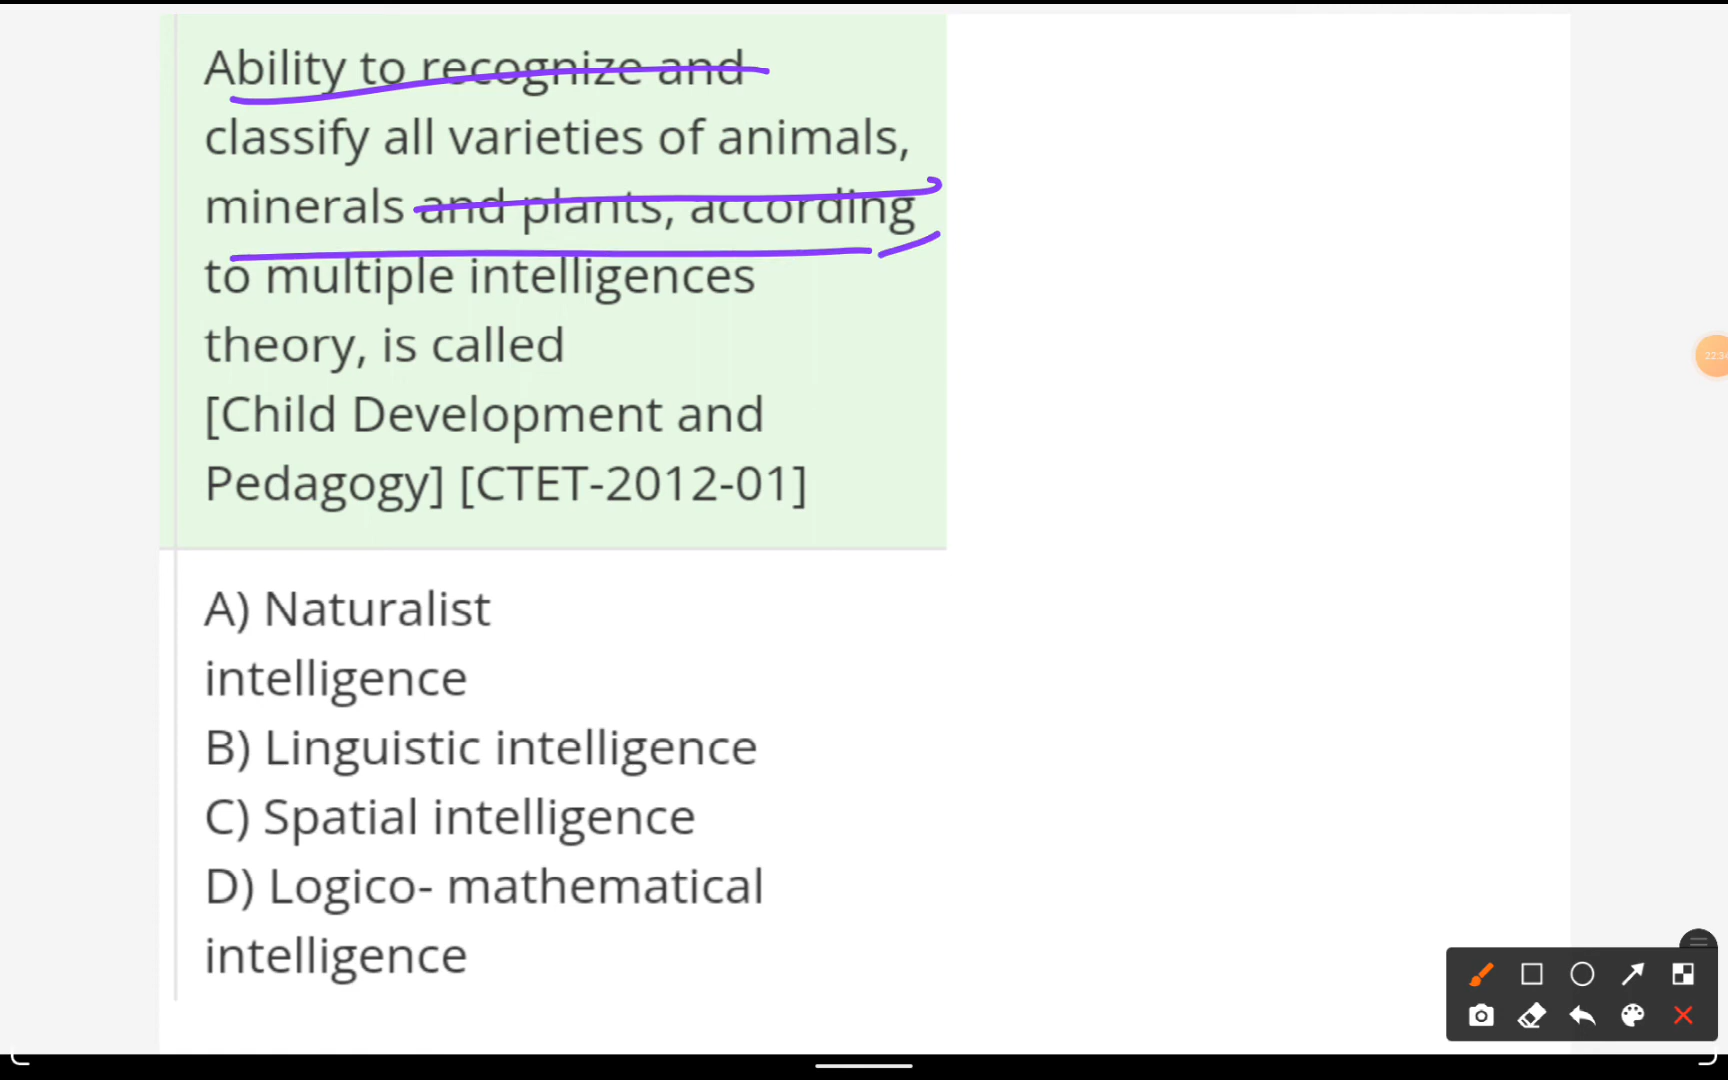 Ability to recognize and
classify all varieties of animals,
minerals and plants, according
to multiple intelligences
theory, is called
[Child Development and
Pedagogy] [CTET-2012-01]
A) Naturalist
intelligence
B) Linguistic intelligence
C) Spatial intelligence
D) Logico- mathematical
intelligence